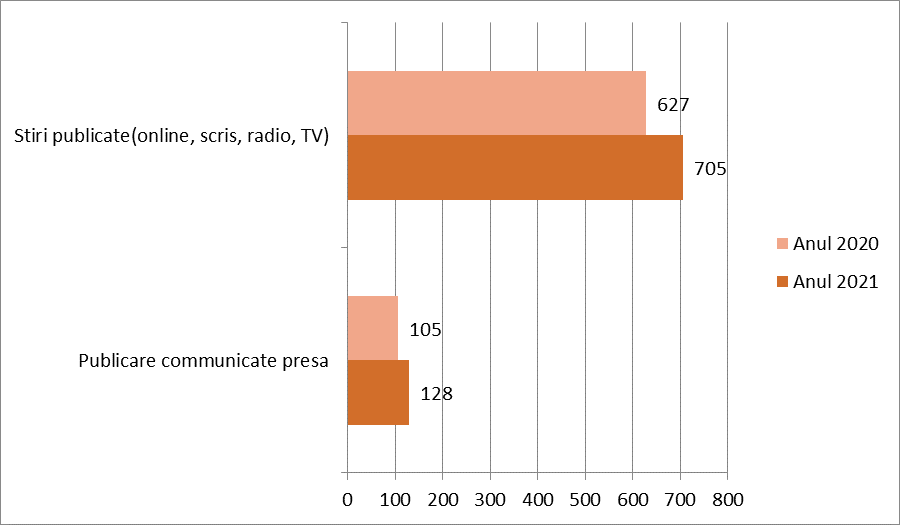 Stiri publicate(online, scris, radio, TV)
627
705
Anul 2020
Anul 2021
Publicare communicate presa
105
128
0 100 200 300 400 500 600 700 800